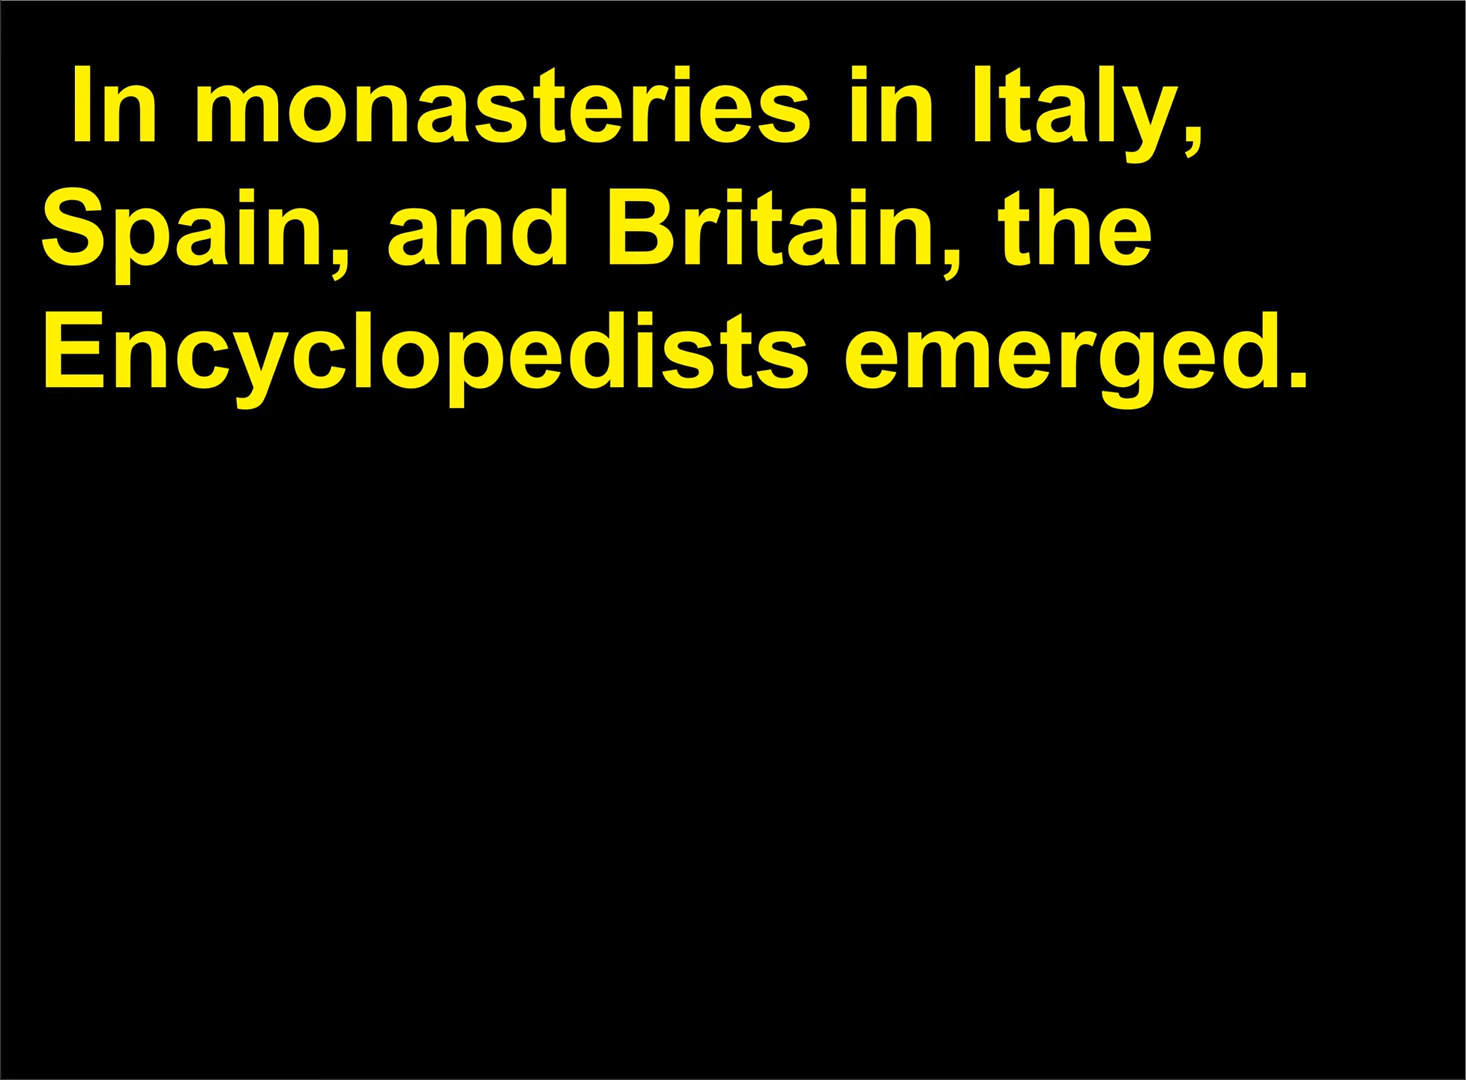 In monasteries in Italy,
Spain, and Britain, the
Encyclopedists emerged.